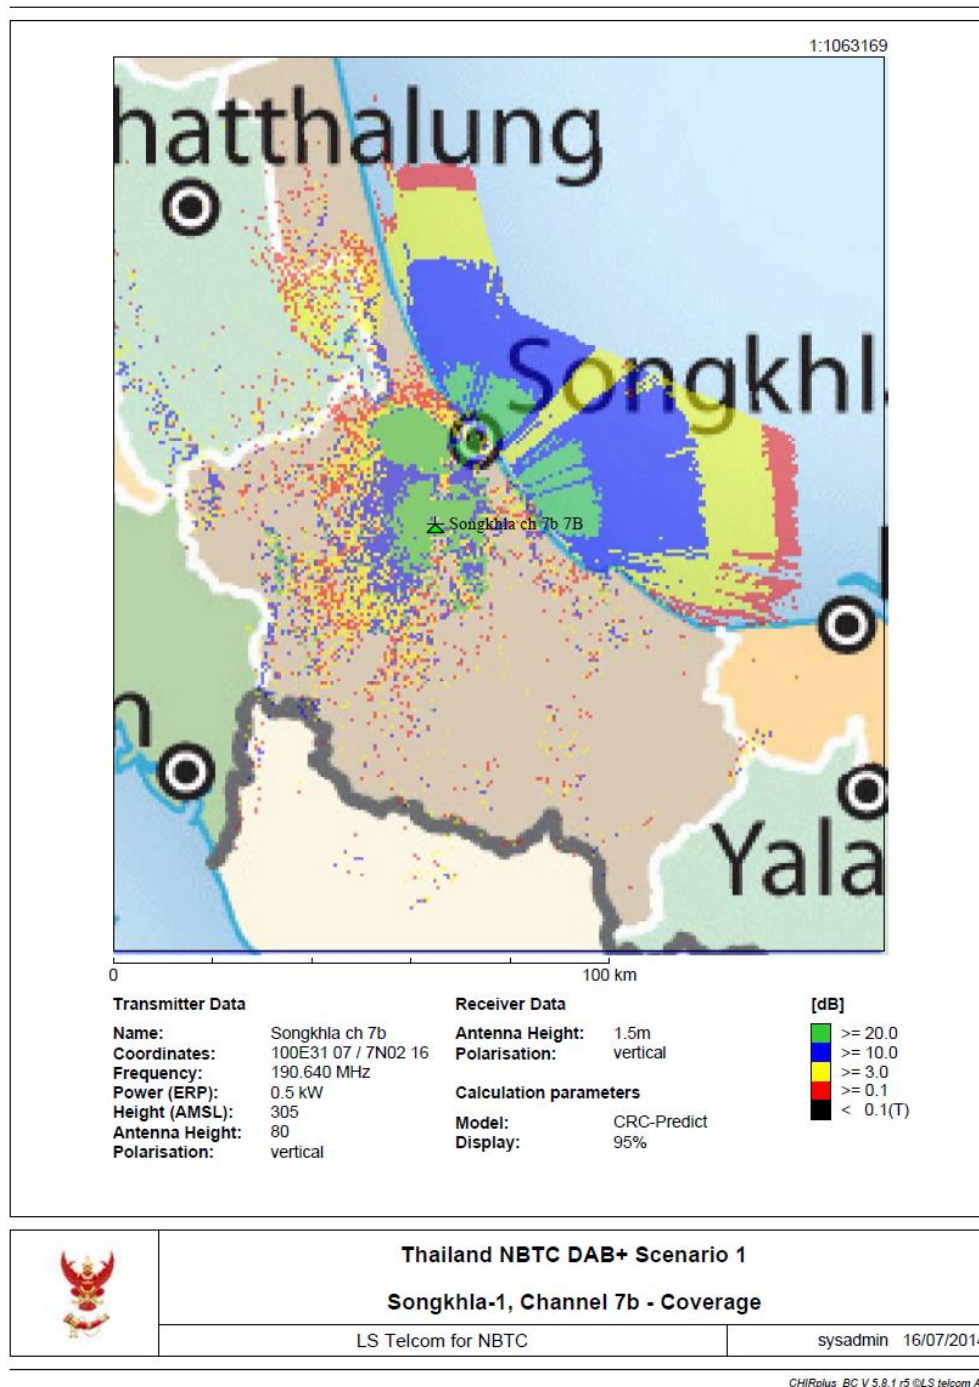 1:1063169
hatthalung
Songkhl
Songkhla ch 7b 7B
n
Yala
0 100 km
Transmitter Data
Name: Songkhla ch 7b
Coordinates: 100E31 07 / 7N02 16
Frequency: 190.640 MHz
Power (ERP): 0.5 kW
Height (AMSL): 305
Antenna Height: 80
Polarisation: vertical
Receiver Data
Antenna Height: 1.5m
Polarisation: vertical
Calculation parameters
Model: CRC-Predict
Display: 95%
[dB]
>= 20.0
>= 10.0
>= 3.0
>= 0.1
< 0.1(T)
Thailand NBTC DAB+ Scenario 1
Songkhla-1, Channel 7b - Coverage
LS Telcom for NBTC
sysadmin 16/07/2014
CHIRplus_BC V 5.8.1 r5 ©LS telcom A